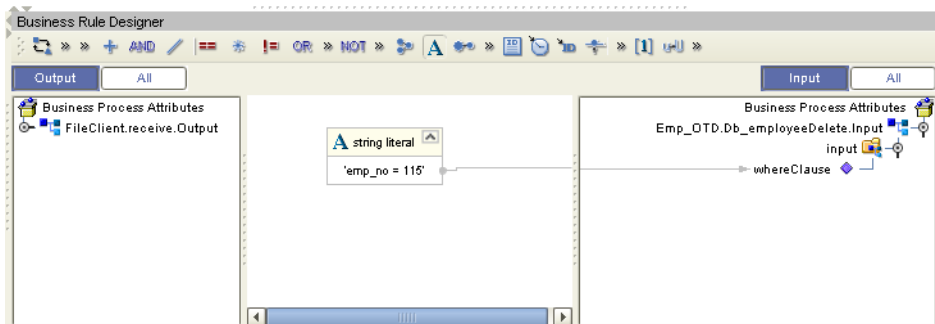 Business Rule Designer
» » + AND / == != OR » NOT » A » » [1] »
Output All Input All
Business Process Attributes
FileClient.receive.Output
A string literal
'emp_no = 115'
Business Process Attributes
Emp_OTD.Db_employeeDelete.Input
input
whereClause